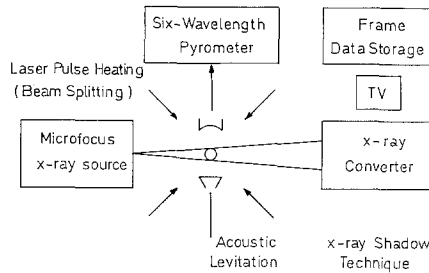 Six-Wavelength
Pyrometer
Frame
Data Storage
Laser Pulse Heating
( Beam Splitting )
TV
Microfocus
x-ray source
x-ray
Converter
Acoustic
Levitation
x-ray Shadow
Technique